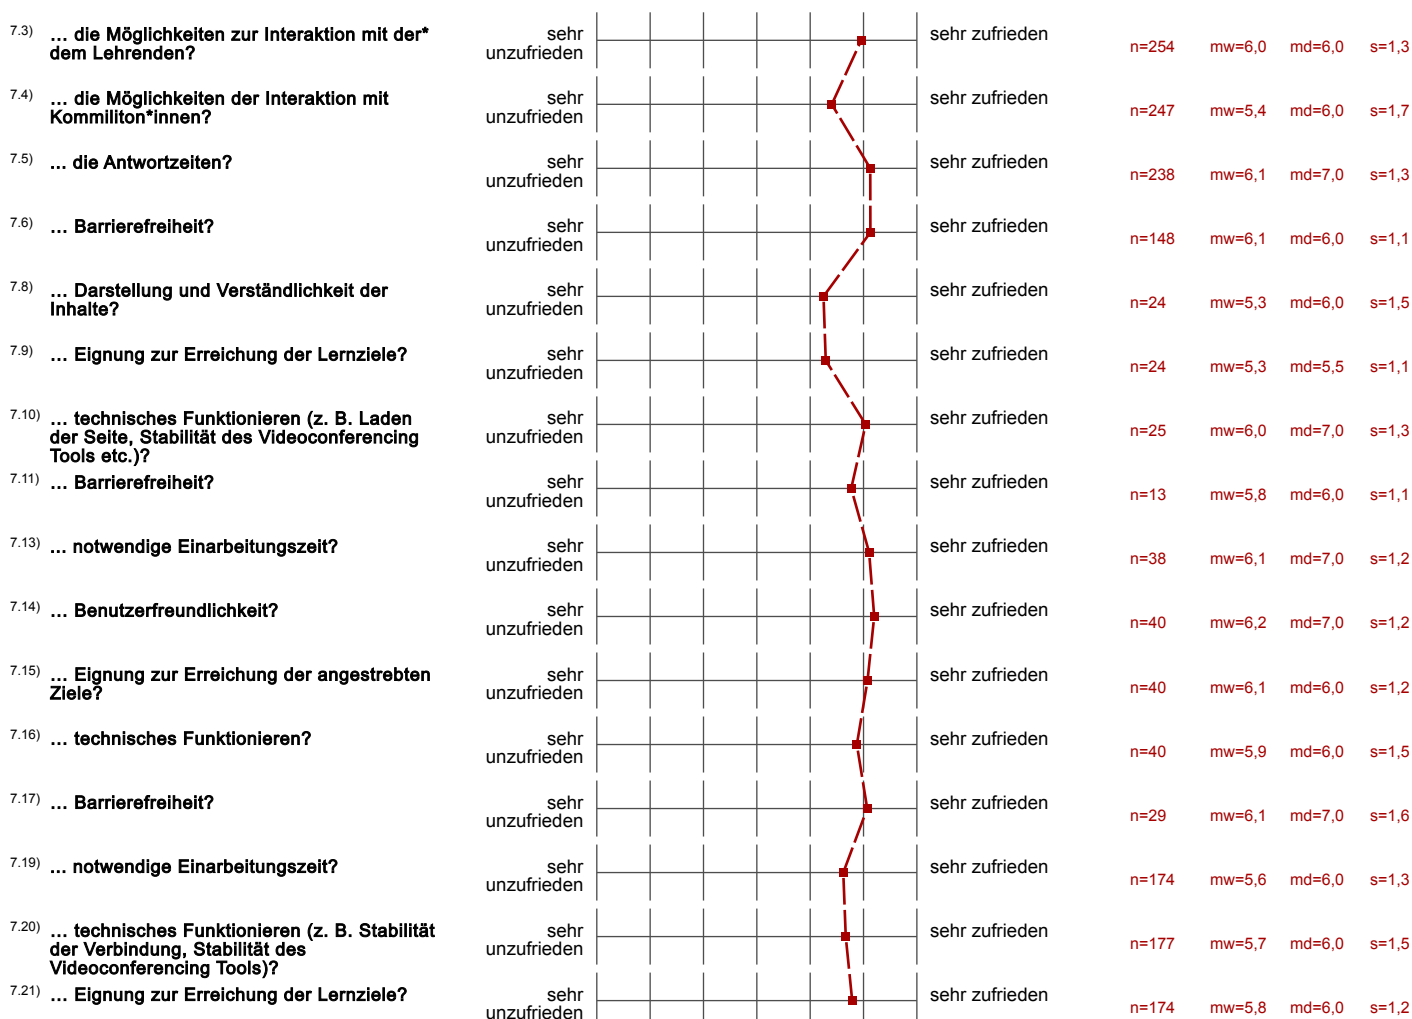 7.3) ... die Möglichkeiten zur Interaktion mit der* sehr sehr zufrieden
dem Lehrenden? unzufrieden n=254 mw=6,0 md=6,0 s=1,3
7.4) ... die Möglichkeiten der Interaktion mit sehr sehr zufrieden
Kommiliton*innen? unzufrieden n=247 mw=5,4 md=6,0 s=1,7
7.5) ... die Antwortzeiten? sehr sehr zufrieden
unzufrieden n=238 mw=6,1 md=7,0 s=1,3
7.6) ... Barrierefreiheit? sehr sehr zufrieden
unzufrieden n=148 mw=6,1 md=6,0 s=1,1
7.8) ... Darstellung und Verständlichkeit der sehr sehr zufrieden
Inhalte? unzufrieden n=24 mw=5,3 md=6,0 s=1,5
7.9) ... Eignung zur Erreichung der Lernziele? sehr sehr zufrieden
unzufrieden n=24 mw=5,3 md=5,5 s=1,1
7.10) ... technisches Funktionieren (z. B. Laden sehr sehr zufrieden
der Seite, Stabilität des Videoconferencing unzufrieden n=25 mw=6,0 md=7,0 s=1,3
Tools etc.)?
7.11) ... Barrierefreiheit? sehr sehr zufrieden
unzufrieden n=13 mw=5,8 md=6,0 s=1,1
7.13) ... notwendige Einarbeitungszeit? sehr sehr zufrieden
unzufrieden n=38 mw=6,1 md=7,0 s=1,2
7.14) ... Benutzerfreundlichkeit? sehr sehr zufrieden
unzufrieden n=40 mw=6,2 md=7,0 s=1,2
7.15) ... Eignung zur Erreichung der angestrebten sehr sehr zufrieden
Ziele? unzufrieden n=40 mw=6,1 md=6,0 s=1,2
7.16) ... technisches Funktionieren? sehr sehr zufrieden
unzufrieden n=40 mw=5,9 md=6,0 s=1,5
7.17) ... Barrierefreiheit? sehr sehr zufrieden
unzufrieden n=29 mw=6,1 md=7,0 s=1,6
7.19) ... notwendige Einarbeitungszeit? sehr sehr zufrieden
unzufrieden n=174 mw=5,6 md=6,0 s=1,3
7.20) ... technisches Funktionieren (z. B. Stabilität sehr sehr zufrieden
der Verbindung, Stabilität des unzufrieden n=177 mw=5,7 md=6,0 s=1,5
Videoconferencing Tools)?
7.21) ... Eignung zur Erreichung der Lernziele? sehr sehr zufrieden
unzufrieden n=174 mw=5,8 md=6,0 s=1,2